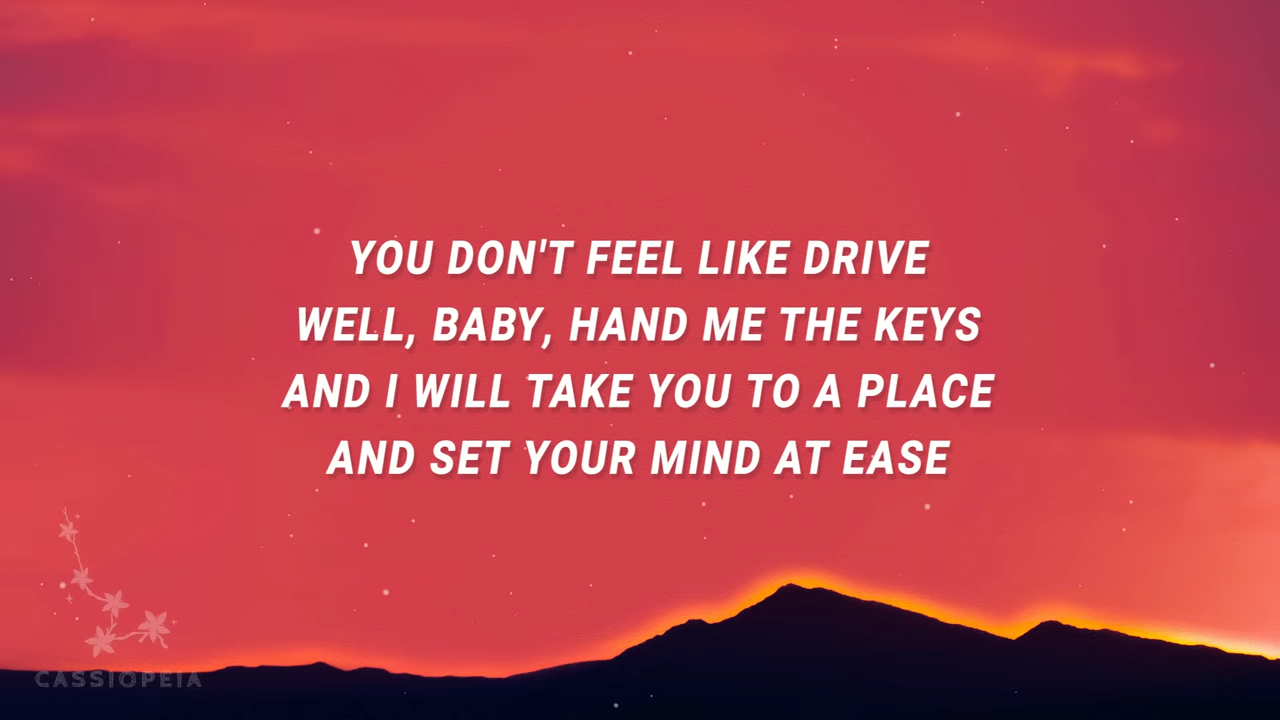 YOU DON'T FEEL LIKE DRIVE
WELL, BABY, HAND ME THE KEYS
AND I WILL TAKE YOU TO A PLACE
AND SET YOUR MIND AT EASE
CASSIOPEIA